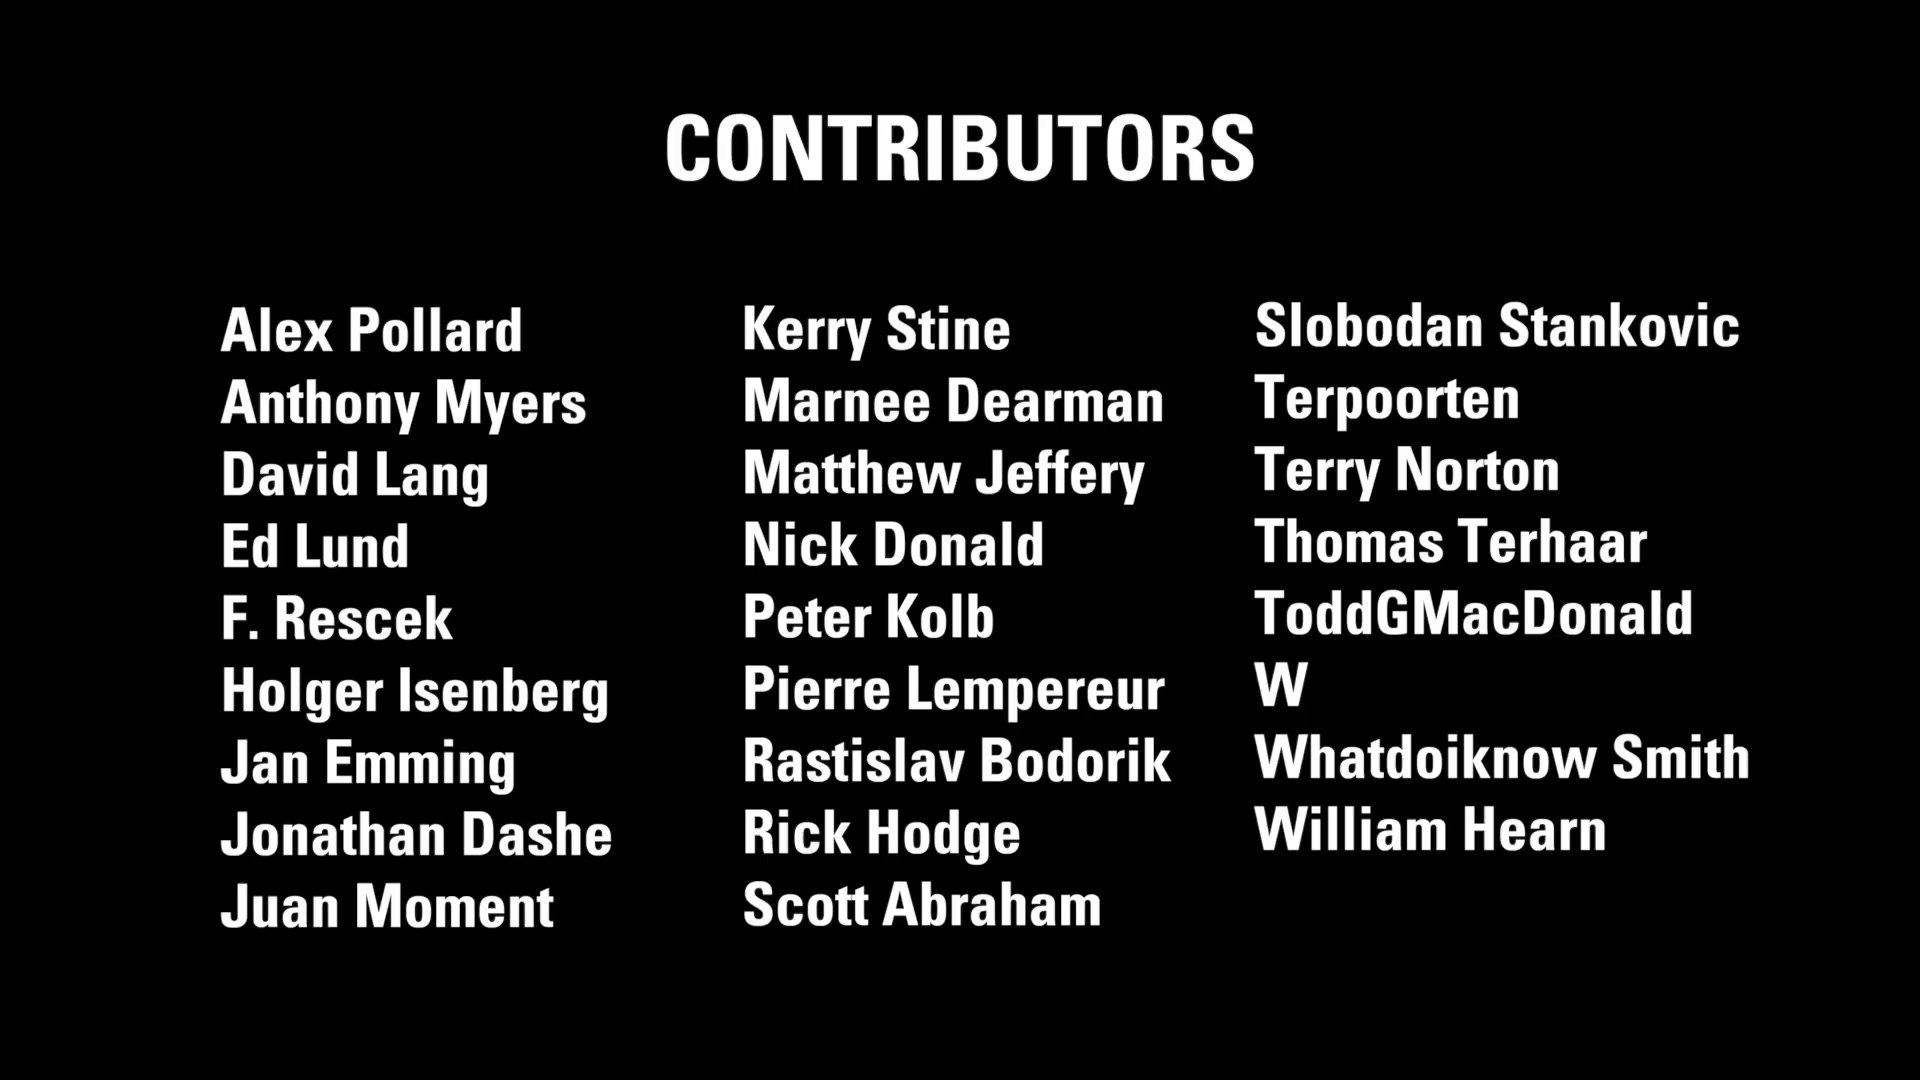 CONTRIBUTORS
Alex Pollard
Anthony Myers
David Lang
Ed Lund
F. Rescek
Holger Isenberg
Jan Emming
Jonathan Dashe
Juan Moment
Kerry Stine
Marnee Dearman
Matthew Jeffery
Nick Donald
Peter Kolb
Pierre Lempereur
Rastislav Bodorik
Rick Hodge
Scott Abraham
Slobodan Stankovic
Terpoorten
Terry Norton
Thomas Terhaar
ToddGMacDonald
W
Whatdoiknow Smith
William Hearn